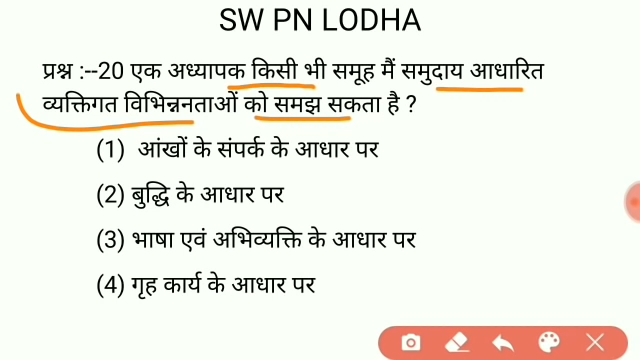 SW PN LODHA
प्रश्न :--20 एक अध्यापक किसी भी समूह मैं समुदाय आधारित
व्यक्तिगत विभिन्ननताओं को समझ सकता है ?
(1) आंखों के संपर्क के आधार पर
(2) बुद्धि के आधार पर
(3) भाषा एवं अभिव्यक्ति के आधार पर
(4) गृह कार्य के आधार पर